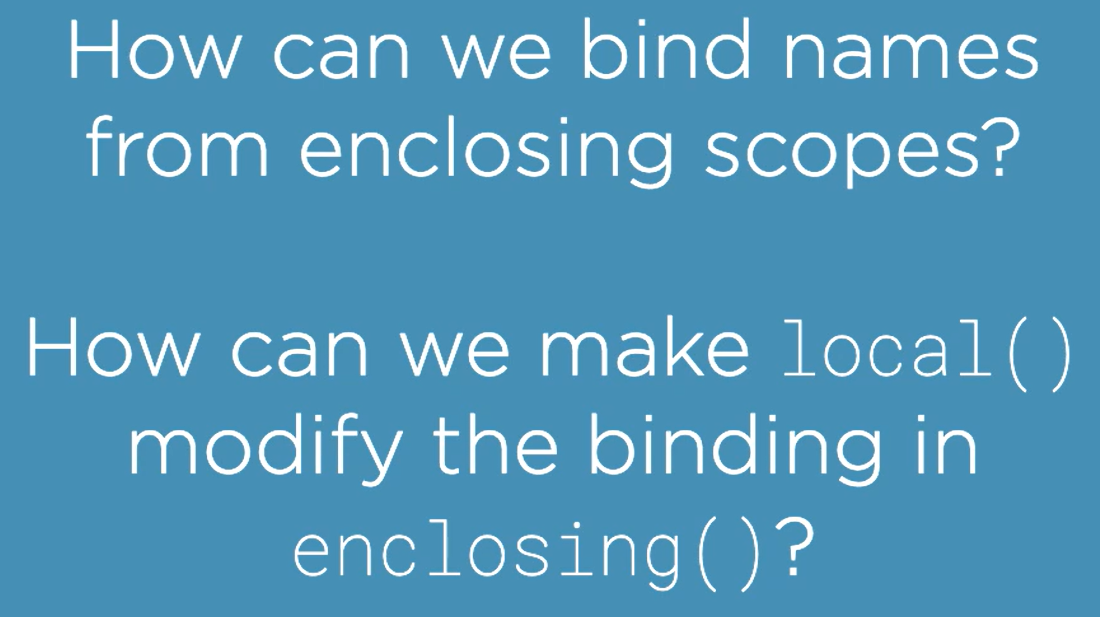 How can we bind names
from enclosing scopes?
How can we make local()
modify the binding in
enclosing()?